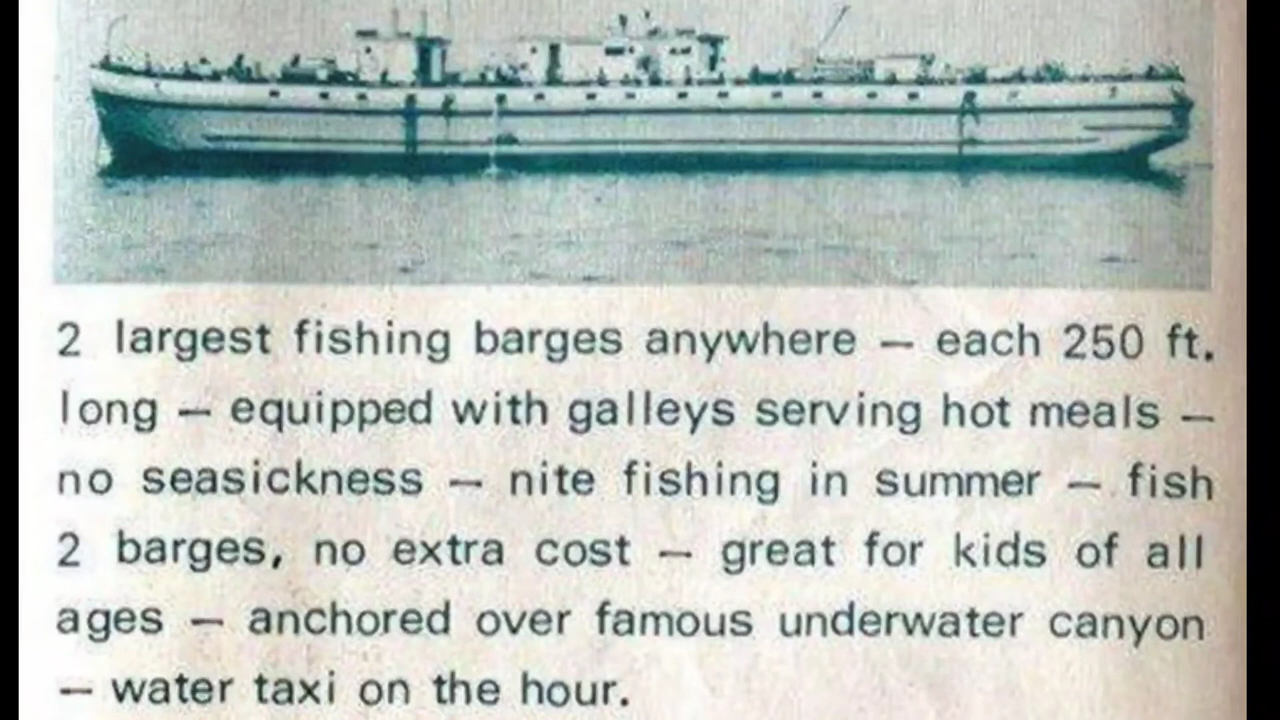 2 largest fishing barges anywhere — each 250 ft.
long — equipped with galleys serving hot meals —
no seasickness — nite fishing in summer — fish
2 barges, no extra cost — great for kids of all
ages — anchored over famous underwater canyon
— water taxi on the hour.